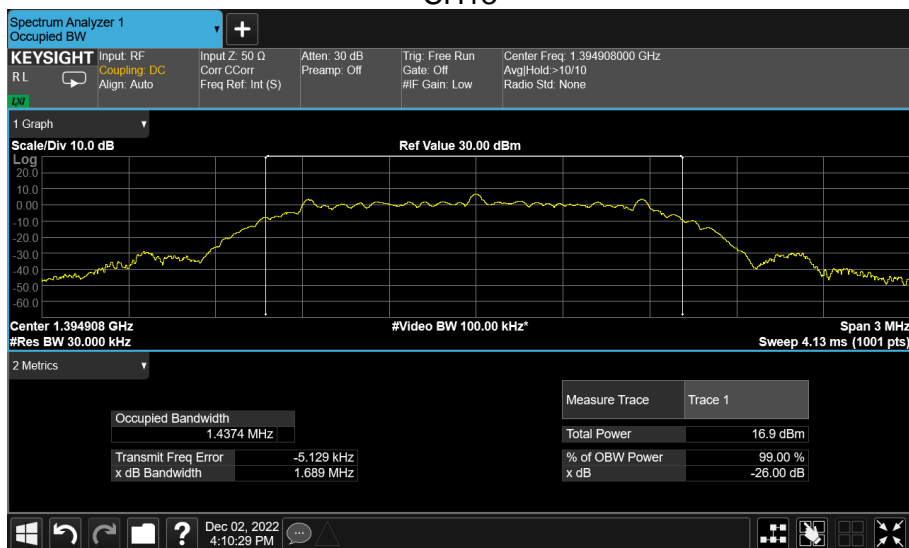 Spectrum Analyzer 1
Occupied BW
KEYSIGHT
RL
LXI
Input: RF
Coupling: DC
Align: Auto
Input Z: 50 Ω
Corr CCorr
Freq Ref: Int (S)
Atten: 30 dB
Preamp: Off
Trig: Free Run
Gate: Off
#IF Gain: Low
Center Freq: 1.394908000 GHz
Avg|Hold:>10/10
Radio Std: None
1 Graph
Scale/Div 10.0 dB
Ref Value 30.00 dBm
Log
20.0
10.0
0.00
-10.0
-20.0
-30.0
-40.0
-50.0
-60.0
Center 1.394908 GHz
#Video BW 100.00 kHz*
Span 3 MHz
#Res BW 30.000 kHz
Sweep 4.13 ms (1001 pts)
2 Metrics
Measure Trace Trace 1
Occupied Bandwidth
1.4374 MHz
Total Power 16.9 dBm
Transmit Freq Error -5.129 kHz
% of OBW Power 99.00 %
x dB Bandwidth 1.689 MHz
x dB -26.00 dB
?
Dec 02, 2022
4:10:29 PM